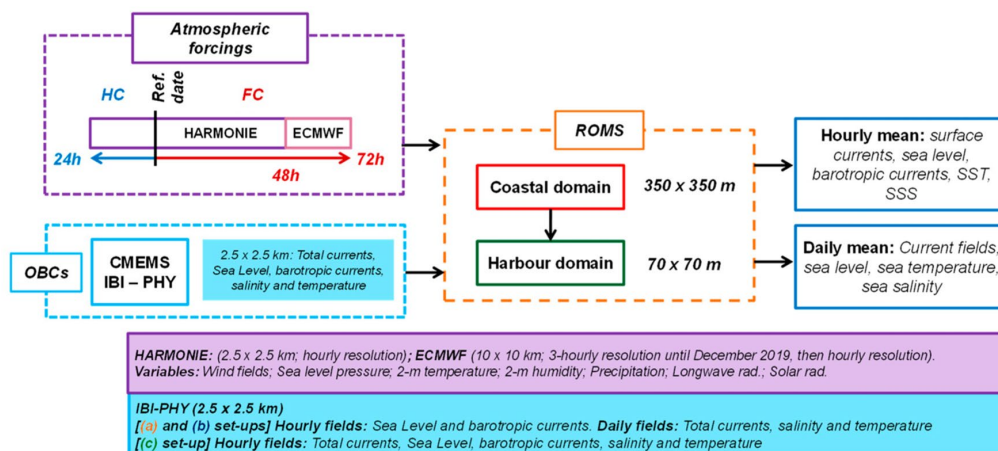 Atmospheric
forcings
HC
Ref.
date
FC
HARMONIE
ECMWF
24h
48h
72h
OBCs
CMEMS
IBI – PHY
2.5 x 2.5 km: Total currents,
Sea Level, barotropic currents,
salinity and temperature
ROMS
Coastal domain
350 x 350 m
Harbour domain
70 x 70 m
Hourly mean: surface
currents, sea level,
barotropic currents, SST,
SSS
Daily mean: Current fields,
sea level, sea temperature,
sea salinity
HARMONIE: (2.5 x 2.5 km; hourly resolution); ECMWF (10 x 10 km; 3-hourly resolution until December 2019, then hourly resolution).
Variables: Wind fields; Sea level pressure; 2-m temperature; 2-m humidity; Precipitation; Longwave rad.; Solar rad.
IBI-PHY (2.5 x 2.5 km)
[(a) and (b) set-ups] Hourly fields: Sea Level and barotropic currents. Daily fields: Total currents, salinity and temperature
[(c) set-up] Hourly fields: Total currents, Sea Level, barotropic currents, salinity and temperature